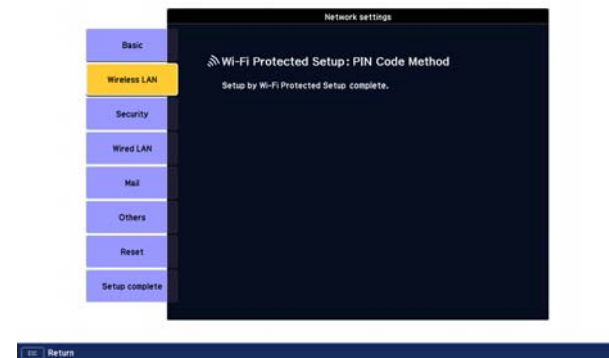 Network settings
Basic
Wireless LAN
Security
Wired LAN
Mail
Others
Reset
Setup complete
Wi-Fi Protected Setup: PIN Code Method
Setup by Wi-Fi Protected Setup complete.
Esc Return